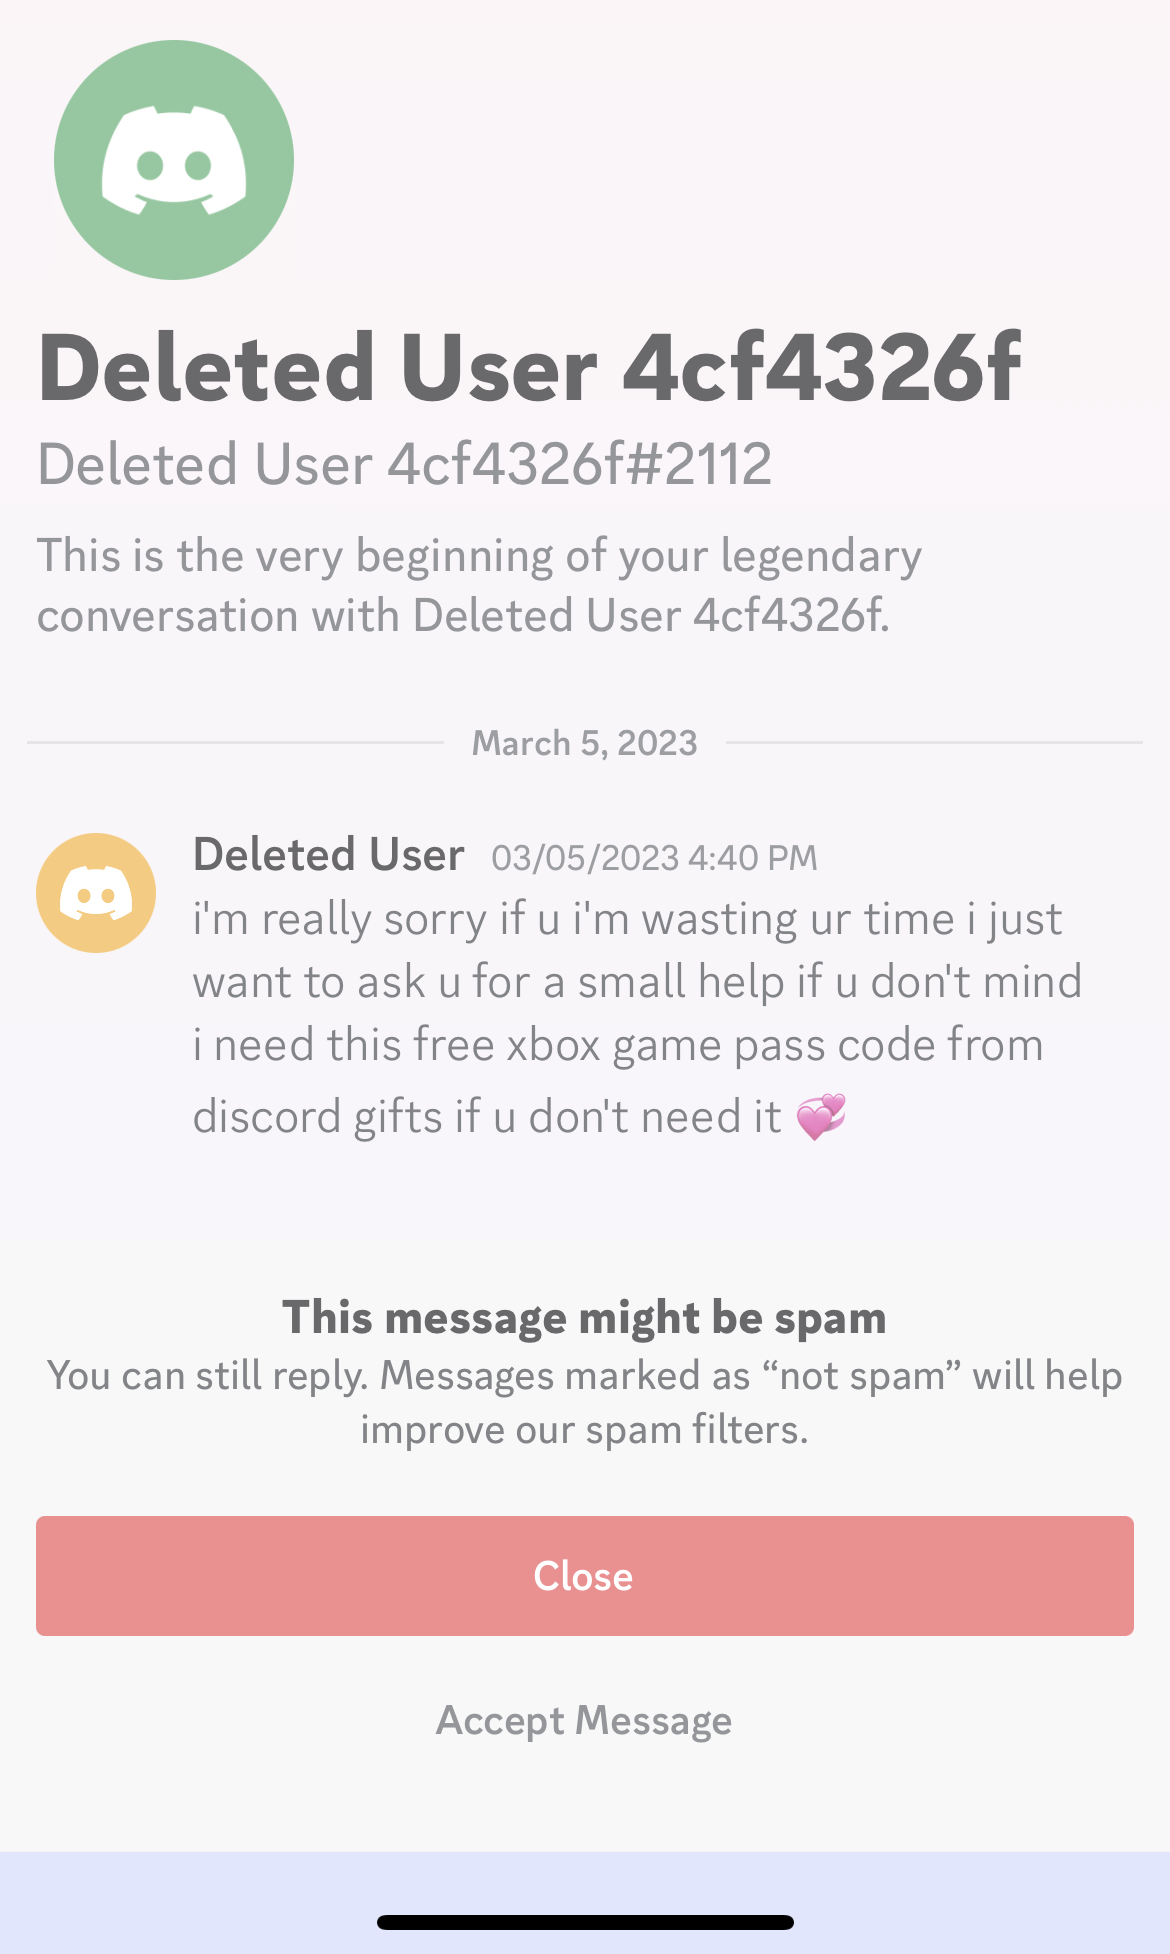 Deleted User 4cf4326f
Deleted User 4cf4326f#2112
This is the very beginning of your legendary
conversation with Deleted User 4cf4326f.
March 5, 2023
Deleted User 03/05/2023 4:40 PM
i'm really sorry if u i'm wasting ur time i just
want to ask u for a small help if u don't mind
i need this free xbox game pass code from
discord gifts if u don't need it 💞
This message might be spam
You can still reply. Messages marked as “not spam” will help
improve our spam filters.
Close
Accept Message